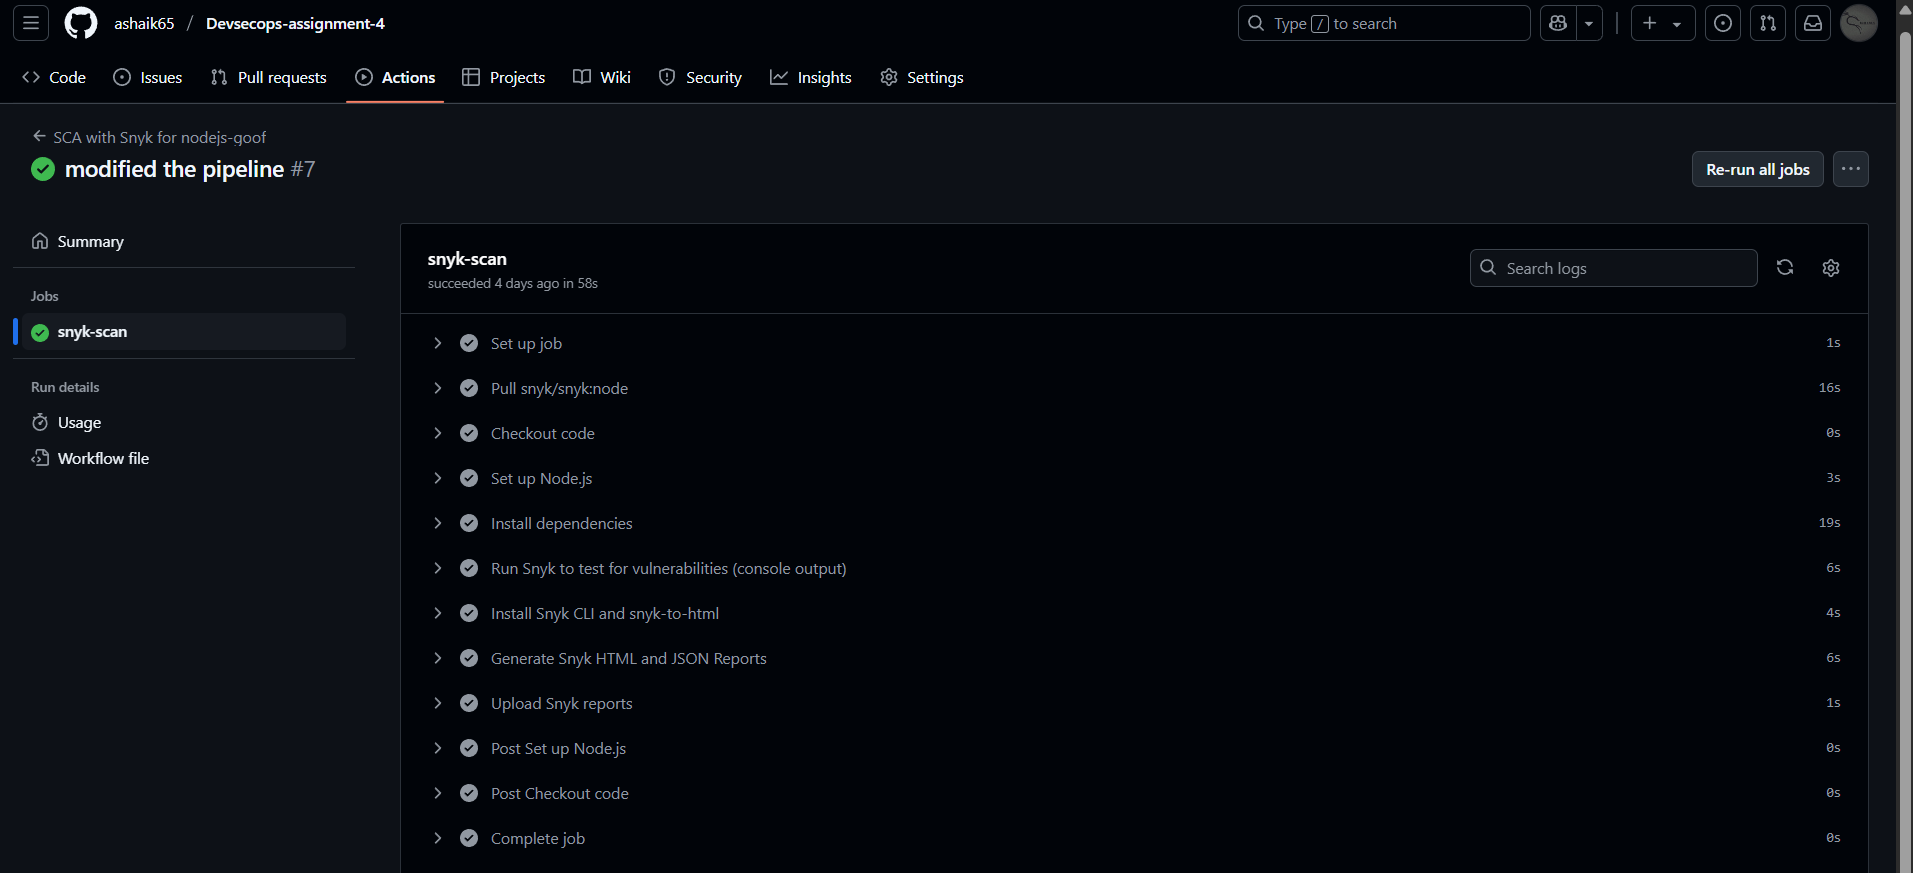 ashaik65 / Devsecops-assignment-4
Type / to search
Code Issues Pull requests Actions Projects Wiki Security Insights Settings
SCA with Snyk for nodejs-goof
modified the pipeline #7
Re-run all jobs
Summary
Jobs
snyk-scan
Run details
Usage
Workflow file
snyk-scan
succeeded 4 days ago in 58s
Search logs
Set up job 1s
Pull snyk/snyk:node 16s
Checkout code 0s
Set up Node.js 3s
Install dependencies 19s
Run Snyk to test for vulnerabilities (console output) 6s
Install Snyk CLI and snyk-to-html 4s
Generate Snyk HTML and JSON Reports 6s
Upload Snyk reports 1s
Post Set up Node.js 0s
Post Checkout code 0s
Complete job 0s